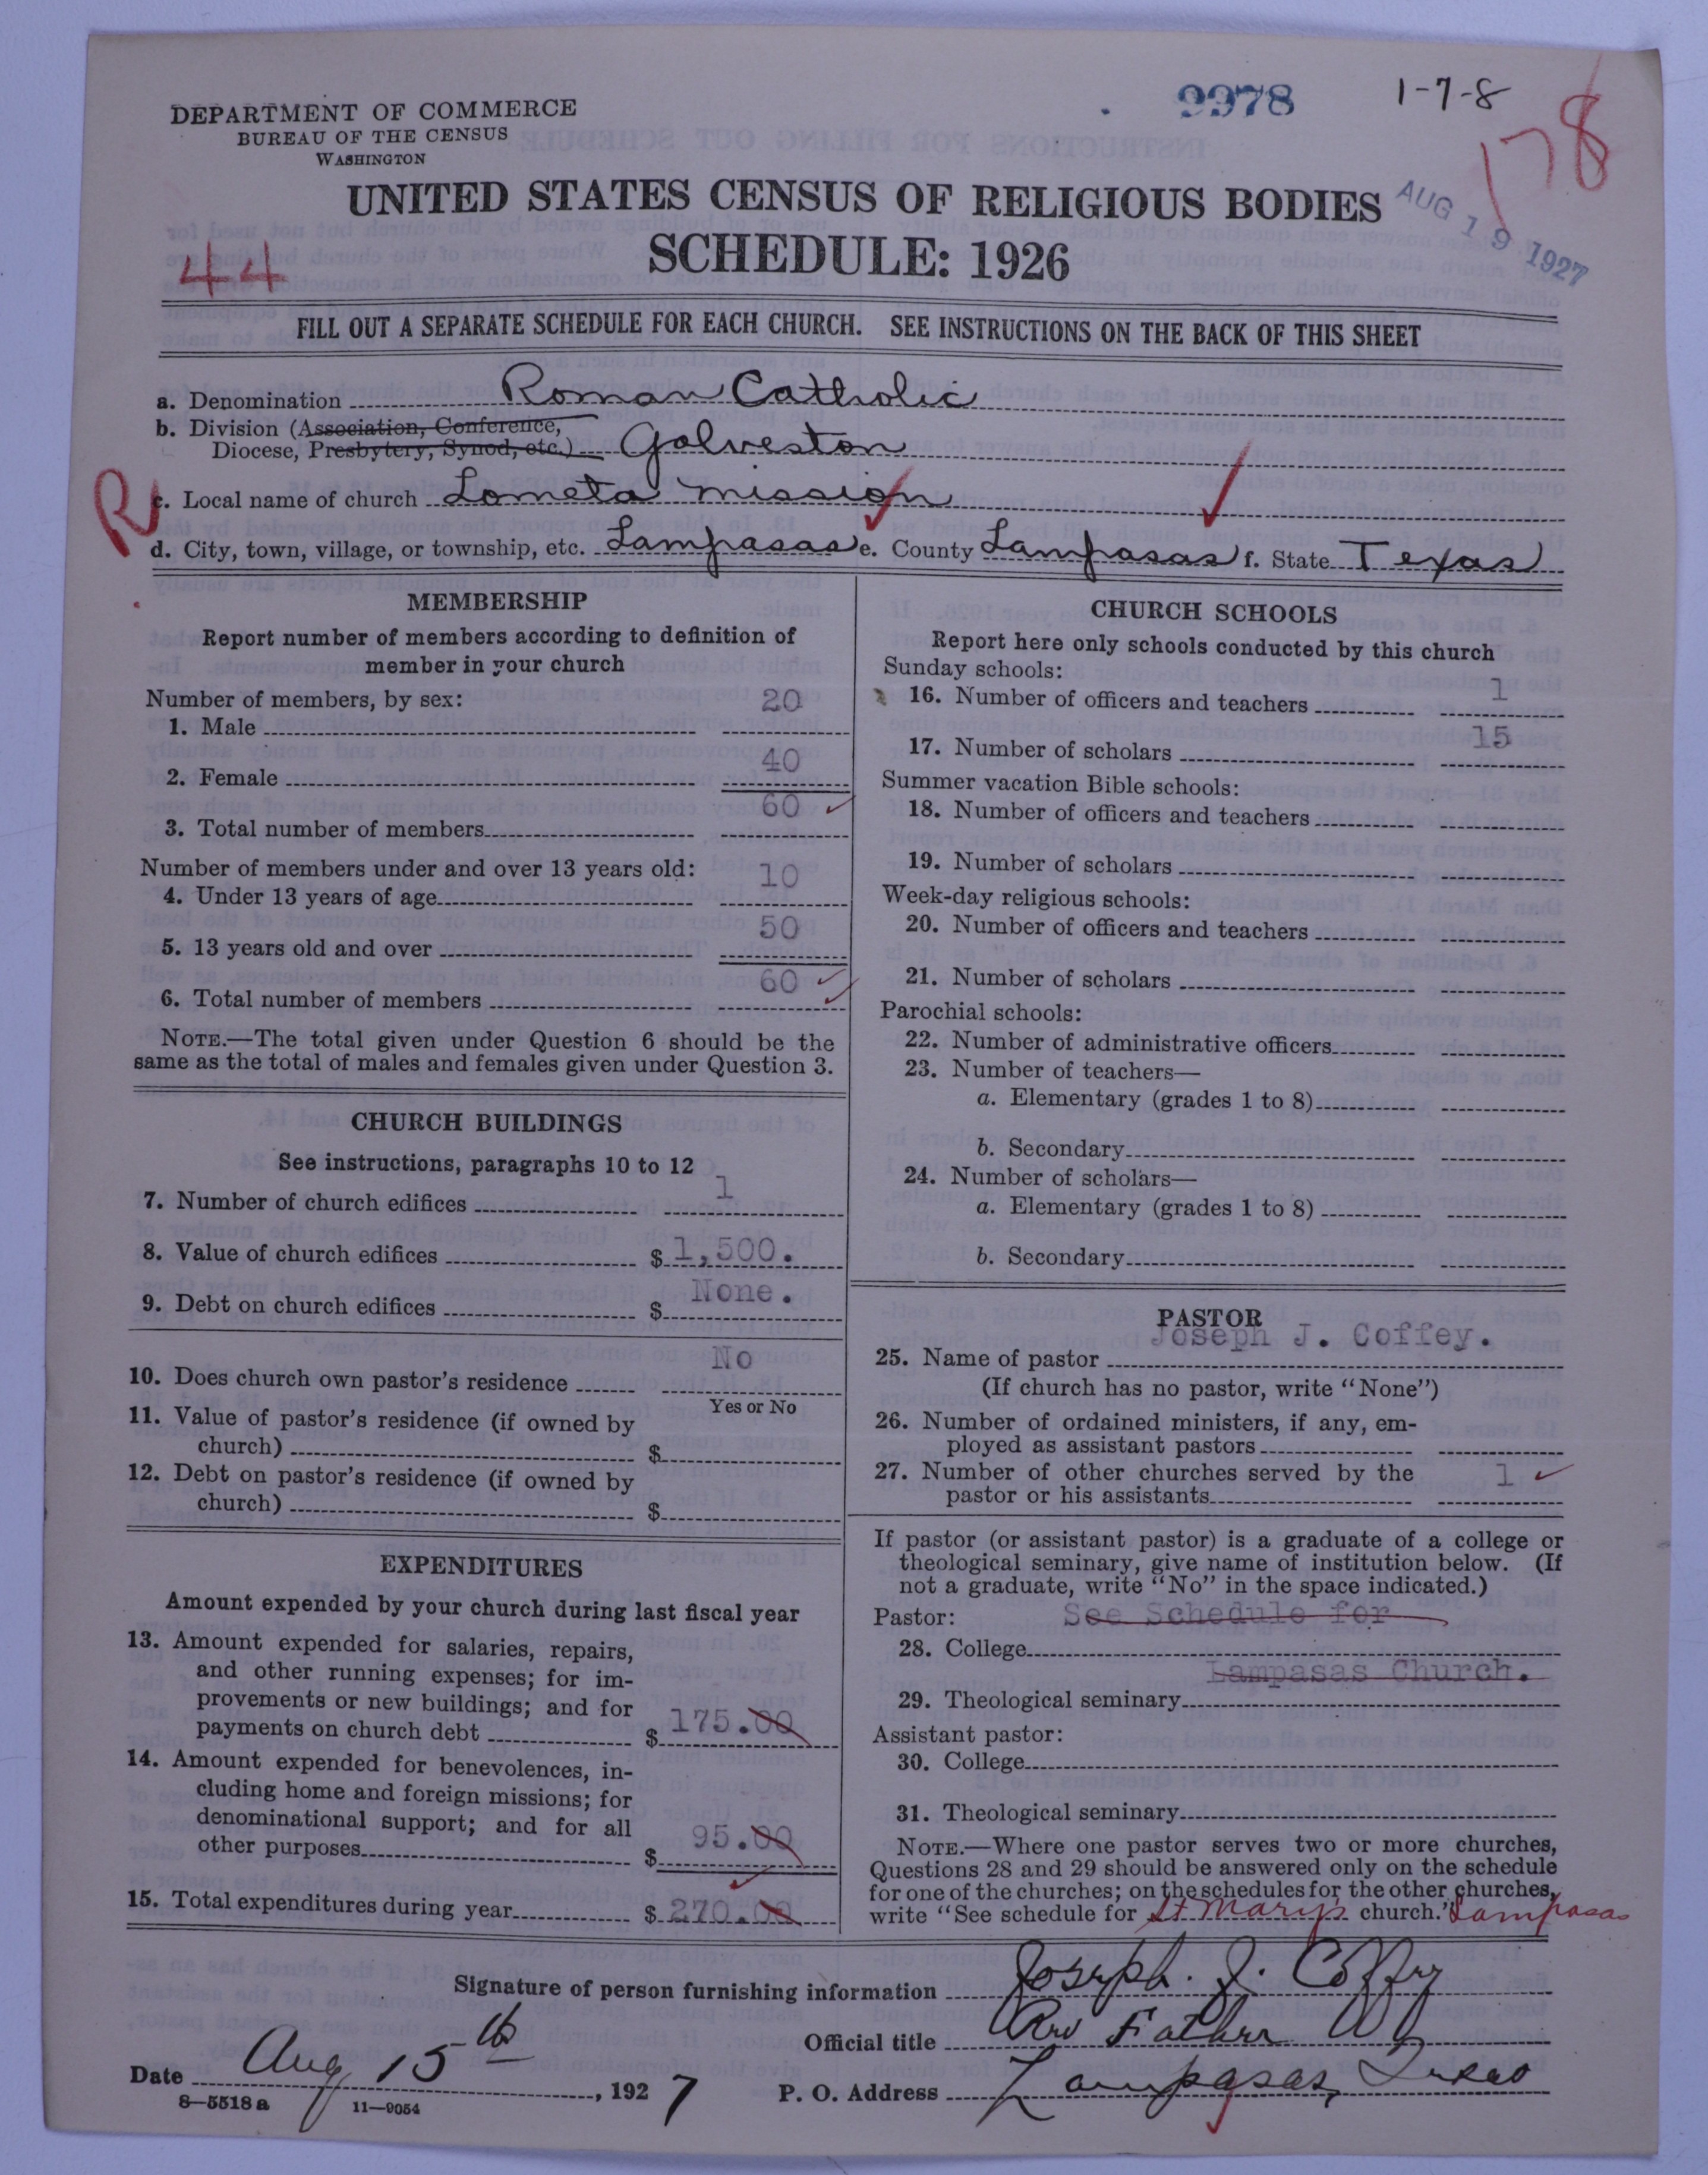 DEPARTMENT OF COMMERCE
BUREAU OF THE CENSUS
WASHINGTON
9978
1-7-8
178
UNITED STATES CENSUS OF RELIGIOUS BODIES
AUG 19 1927
44
SCHEDULE: 1926
FILL OUT A SEPARATE SCHEDULE FOR EACH CHURCH. SEE INSTRUCTIONS ON THE BACK OF THIS SHEET
a. Denomination Roman Catholic
b. Division (Association, Conference,
Diocese, Presbytery, Synod, etc.) Galveston
R
c. Local name of church Lometa mission
d. City, town, village, or township, etc. Lampasas e. County Lampasas f. State Texas
MEMBERSHIP
Report number of members according to definition of
member in your church
Number of members, by sex:
1. Male 20
2. Female 40
3. Total number of members 60
Number of members under and over 13 years old:
4. Under 13 years of age 10
5. 13 years old and over 50
6. Total number of members 60
NOTE.—The total given under Question 6 should be the
same as the total of males and females given under Question 3.
CHURCH BUILDINGS
See instructions, paragraphs 10 to 12
7. Number of church edifices 1
8. Value of church edifices $ 1,500.
9. Debt on church edifices $ None.
10. Does church own pastor's residence No
Yes or No
11. Value of pastor's residence (if owned by
church) $
12. Debt on pastor's residence (if owned by
church) $
EXPENDITURES
Amount expended by your church during last fiscal year
13. Amount expended for salaries, repairs,
and other running expenses; for im-
provements or new buildings; and for
payments on church debt $ 175.00
14. Amount expended for benevolences, in-
cluding home and foreign missions; for
denominational support; and for all
other purposes $ 95.00
15. Total expenditures during year $ 270.00
CHURCH SCHOOLS
Report here only schools conducted by this church
Sunday schools:
16. Number of officers and teachers 1
17. Number of scholars 15
Summer vacation Bible schools:
18. Number of officers and teachers
19. Number of scholars
Week-day religious schools:
20. Number of officers and teachers
21. Number of scholars
Parochial schools:
22. Number of administrative officers
23. Number of teachers—
a. Elementary (grades 1 to 8)
b. Secondary
24. Number of scholars—
a. Elementary (grades 1 to 8)
b. Secondary
PASTOR
25. Name of pastor Joseph J. Coffey.
(If church has no pastor, write "None")
26. Number of ordained ministers, if any, em-
ployed as assistant pastors
27. Number of other churches served by the
pastor or his assistants 1
If pastor (or assistant pastor) is a graduate of a college or
theological seminary, give name of institution below. (If
not a graduate, write "No" in the space indicated.)
Pastor: See Schedule for
28. College
Lampasas Church.
29. Theological seminary
Assistant pastor:
30. College
31. Theological seminary
NOTE.—Where one pastor serves two or more churches,
Questions 28 and 29 should be answered only on the schedule
for one of the churches; on the schedules for the other churches,
write "See schedule for St Mary's church." Lampasas
Signature of person furnishing information Joseph. J. Coffey
Official title Rev Father
Date Aug 15th, 1927 P. O. Address Lampasas, Texas
8—5518 a 11—9054